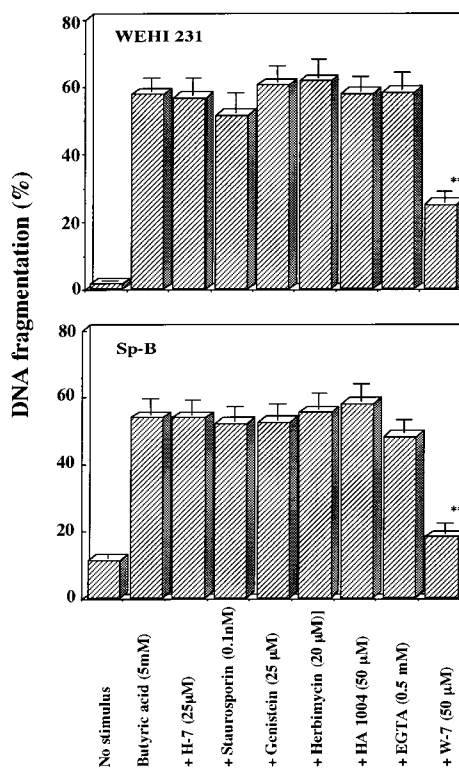 DNA fragmentation (%)
80
60
40
20
0
WEHI 231
**
80
60
40
20
0
Sp-B
**
No stimulus
Butyric acid (5mM)
+ H-7 (25μM)
+ Staurosporin (0.1nM)
+ Genistein (25 μM)
+ Herbimycin (20 μM)]
+ HA 1004 (50 μM)
+ EGTA (0.5 mM)
+ W-7 (50 μM)